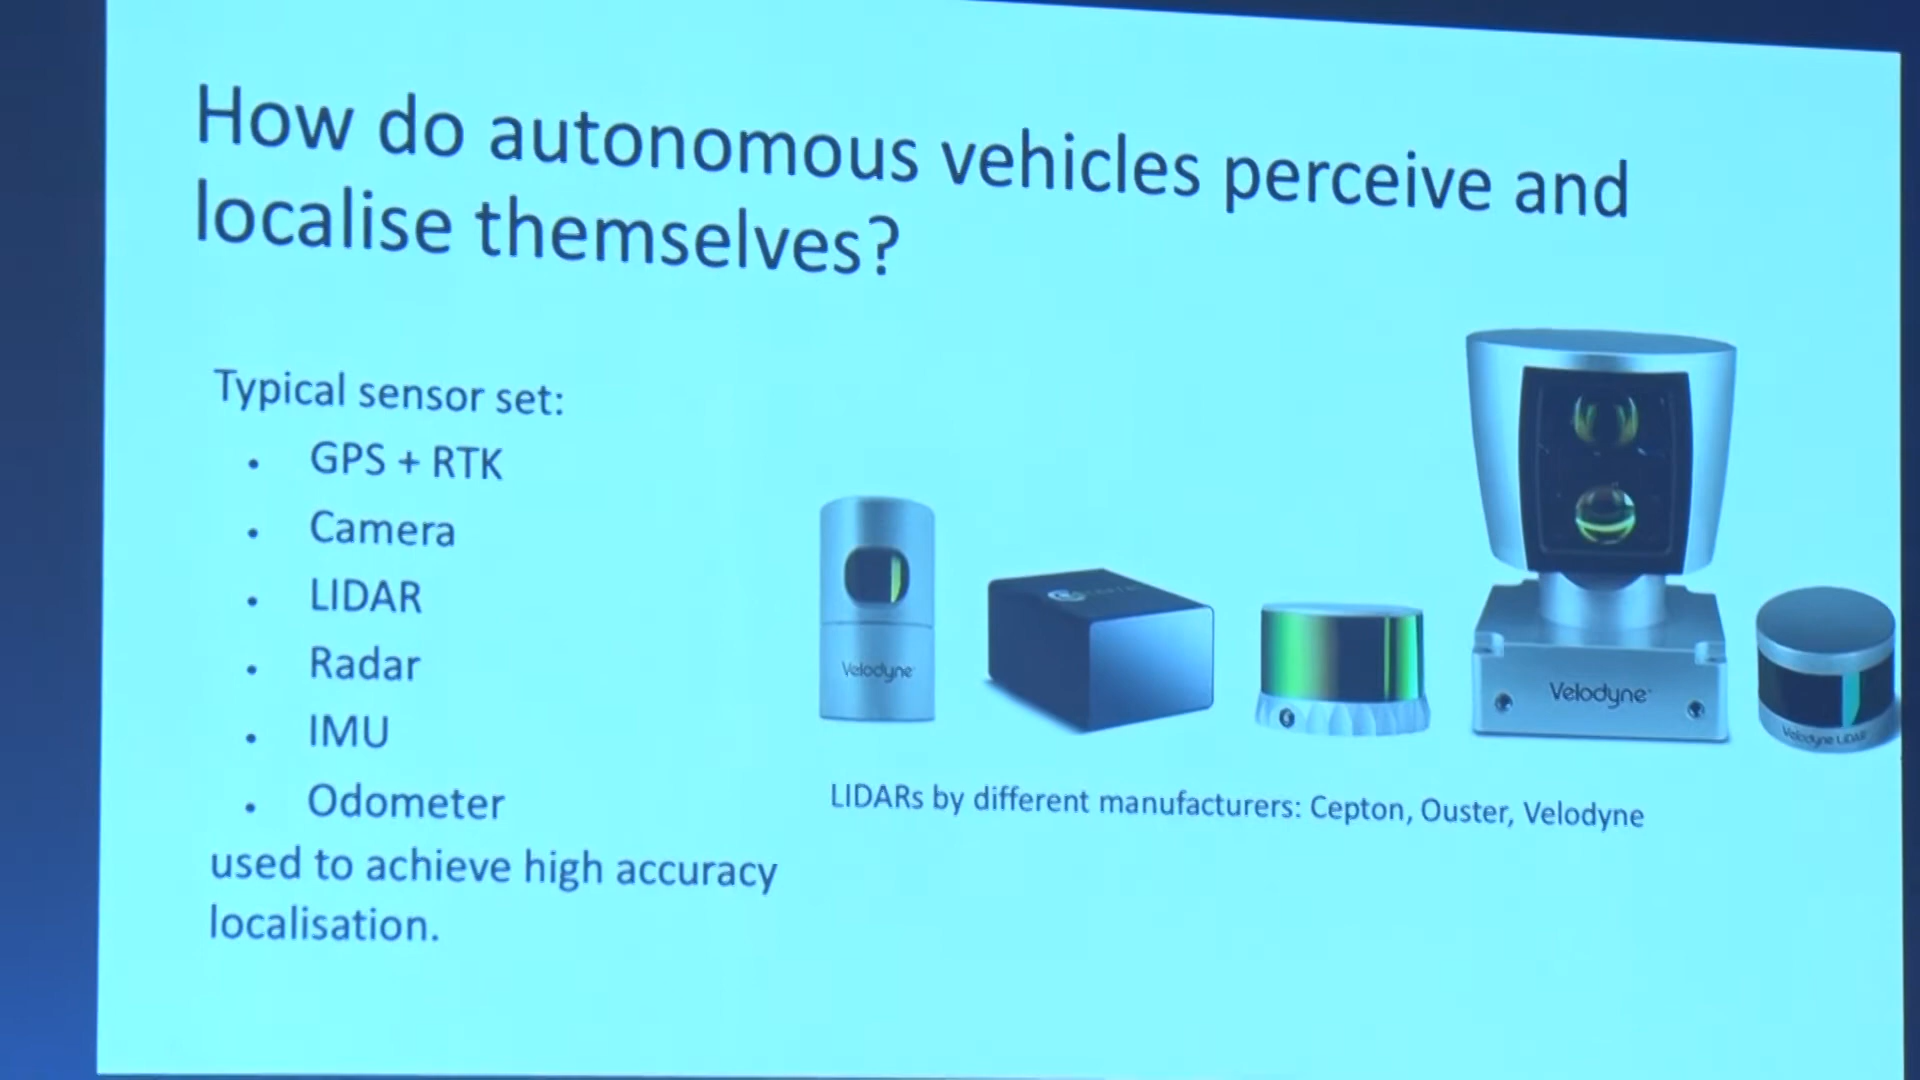 How do autonomous vehicles perceive and
localise themselves?
Typical sensor set:
• GPS + RTK
• Camera
• LIDAR
• Radar
• IMU
• Odometer
used to achieve high accuracy
localisation.
Velodyne
Velodyne
Velodyne LiDAR
LIDARs by different manufacturers: Cepton, Ouster, Velodyne